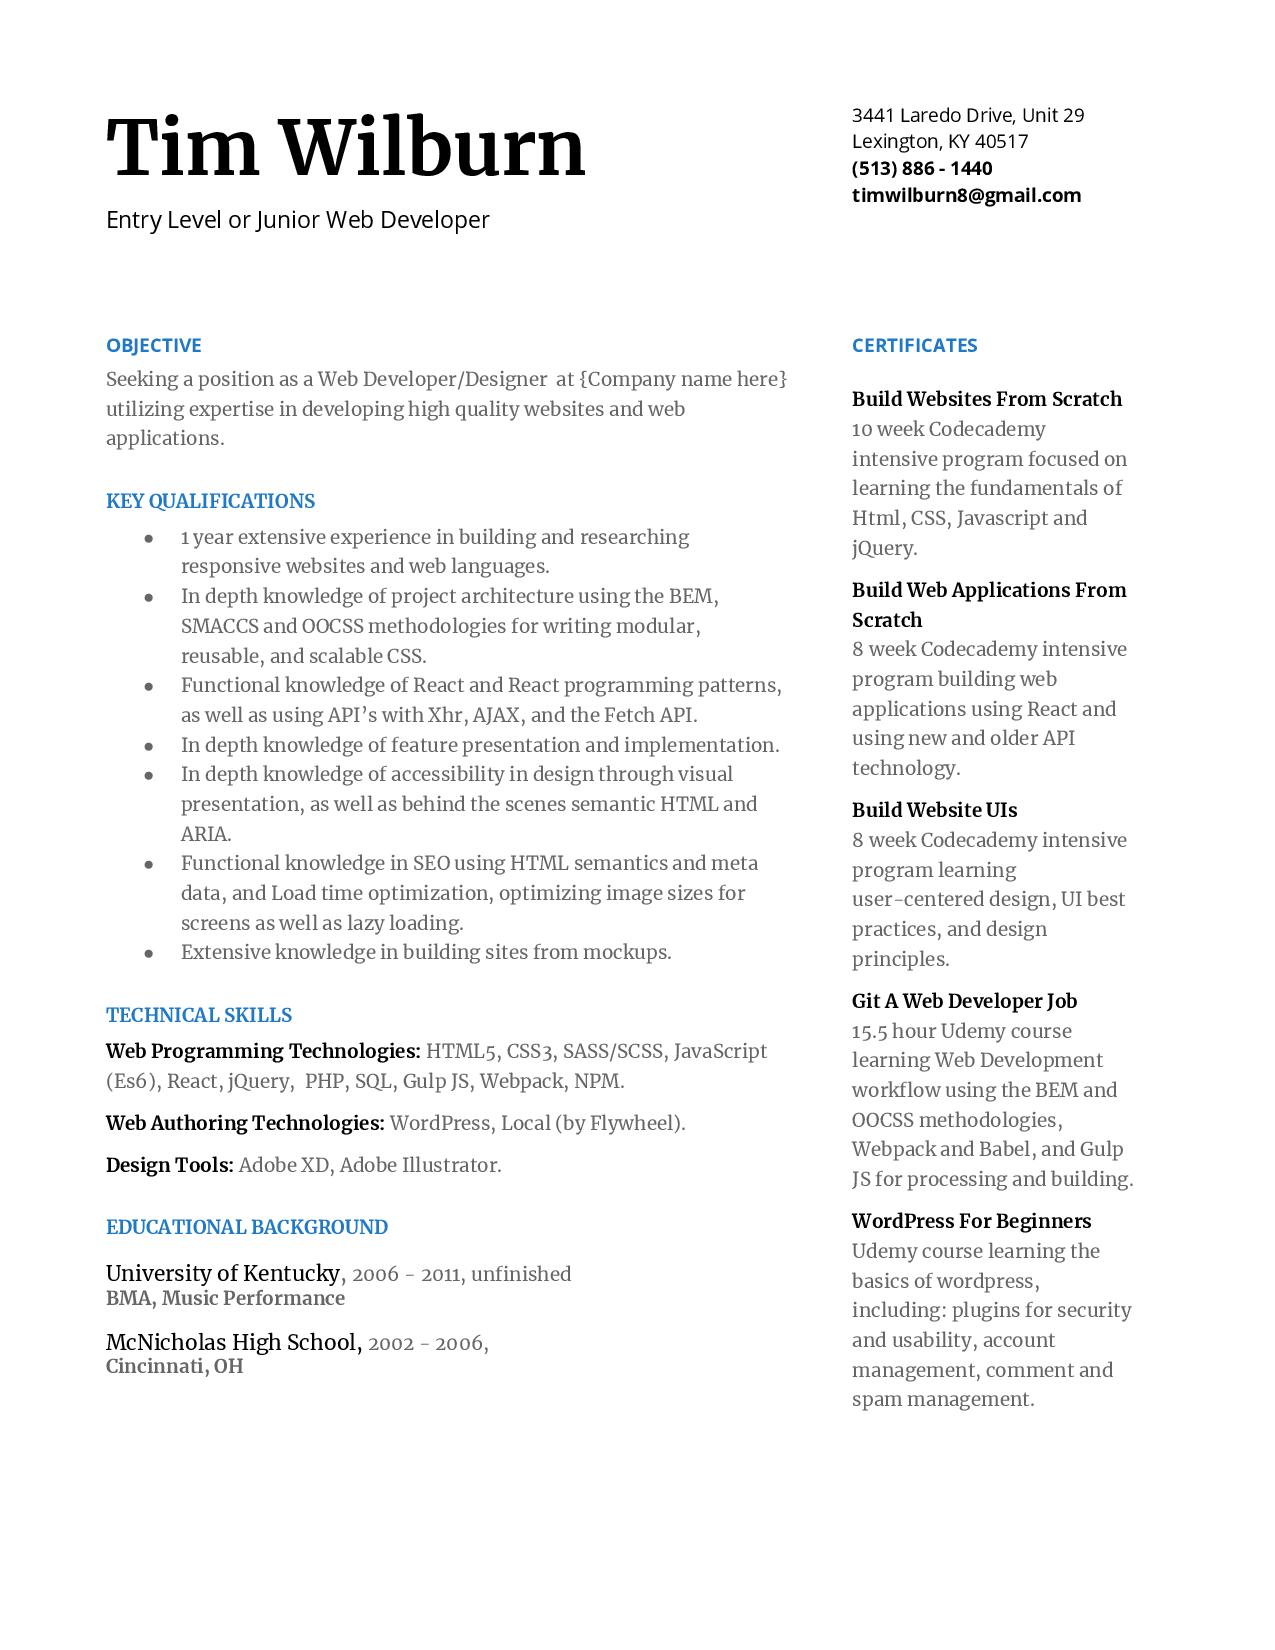 Tim Wilburn
Entry Level or Junior Web Developer
3441 Laredo Drive, Unit 29
Lexington, KY 40517
(513) 886 - 1440
timwilburn8@gmail.com
OBJECTIVE
Seeking a position as a Web Developer/Designer  at {Company name here}
utilizing expertise in developing high quality websites and web
applications.
KEY QUALIFICATIONS
● 1 year extensive experience in building and researching
responsive websites and web languages.
● In depth knowledge of project architecture using the BEM,
SMACCS and OOCSS methodologies for writing modular,
reusable, and scalable CSS.
● Functional knowledge of React and React programming patterns,
as well as using API’s with Xhr, AJAX, and the Fetch API.
● In depth knowledge of feature presentation and implementation.
● In depth knowledge of accessibility in design through visual
presentation, as well as behind the scenes semantic HTML and
ARIA.
● Functional knowledge in SEO using HTML semantics and meta
data, and Load time optimization, optimizing image sizes for
screens as well as lazy loading.
● Extensive knowledge in building sites from mockups.
TECHNICAL SKILLS
Web Programming Technologies: HTML5, CSS3, SASS/SCSS, JavaScript
(Es6), React, jQuery,  PHP, SQL, Gulp JS, Webpack, NPM.
Web Authoring Technologies: WordPress, Local (by Flywheel).
Design Tools: Adobe XD, Adobe Illustrator.
EDUCATIONAL BACKGROUND
University of Kentucky, 2006 - 2011, unfinished
BMA, Music Performance
McNicholas High School, 2002 - 2006,
Cincinnati, OH
CERTIFICATES
Build Websites From Scratch
10 week Codecademy
intensive program focused on
learning the fundamentals of
Html, CSS, Javascript and
jQuery.
Build Web Applications From
Scratch
8 week Codecademy intensive
program building web
applications using React and
using new and older API
technology.
Build Website UIs
8 week Codecademy intensive
program learning
user-centered design, UI best
practices, and design
principles.
Git A Web Developer Job
15.5 hour Udemy course
learning Web Development
workflow using the BEM and
OOCSS methodologies,
Webpack and Babel, and Gulp
JS for processing and building.
WordPress For Beginners
Udemy course learning the
basics of wordpress,
including: plugins for security
and usability, account
management, comment and
spam management.